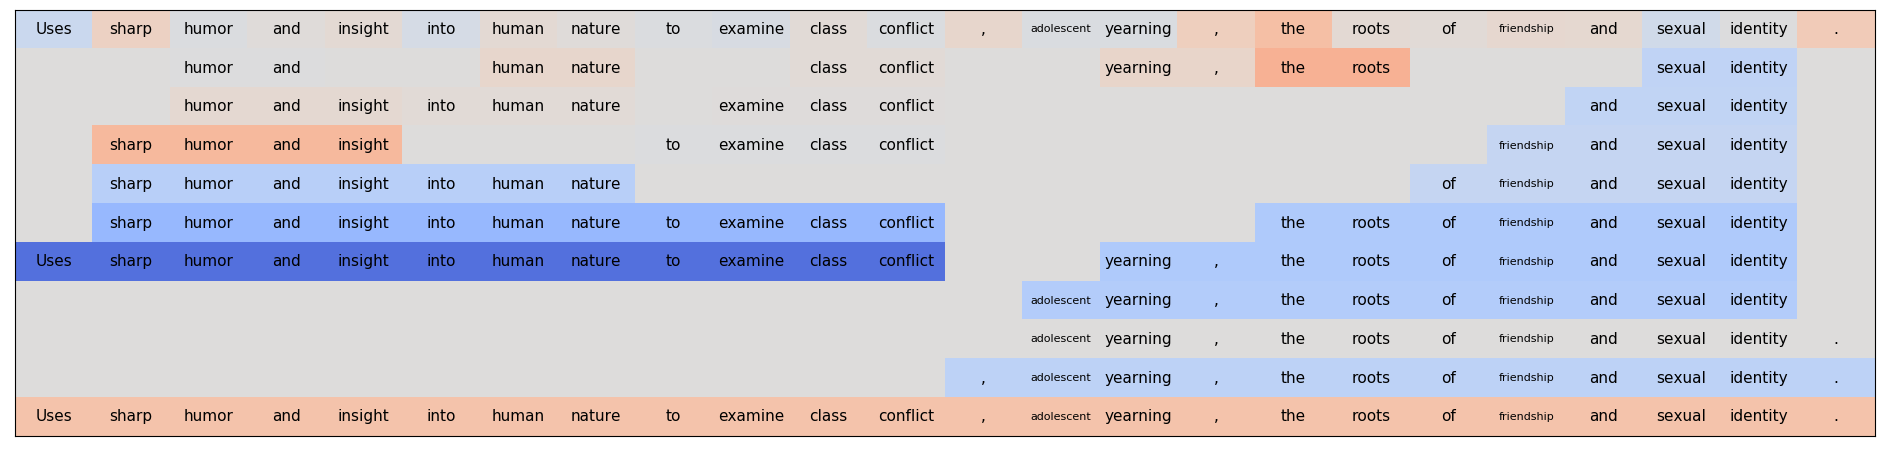 Uses sharp humor and insight into human nature to examine class conflict , adolescent yearning , the roots of friendship and sexual identity .
humor and human nature class conflict yearning , the roots sexual identity
humor and insight into human nature examine class conflict and sexual identity
sharp humor and insight to examine class conflict friendship and sexual identity
sharp humor and insight into human nature of friendship and sexual identity
sharp humor and insight into human nature to examine class conflict the roots of friendship and sexual identity
Uses sharp humor and insight into human nature to examine class conflict yearning , the roots of friendship and sexual identity
adolescent yearning , the roots of friendship and sexual identity
adolescent yearning , the roots of friendship and sexual identity .
, adolescent yearning , the roots of friendship and sexual identity .
Uses sharp humor and insight into human nature to examine class conflict , adolescent yearning , the roots of friendship and sexual identity .